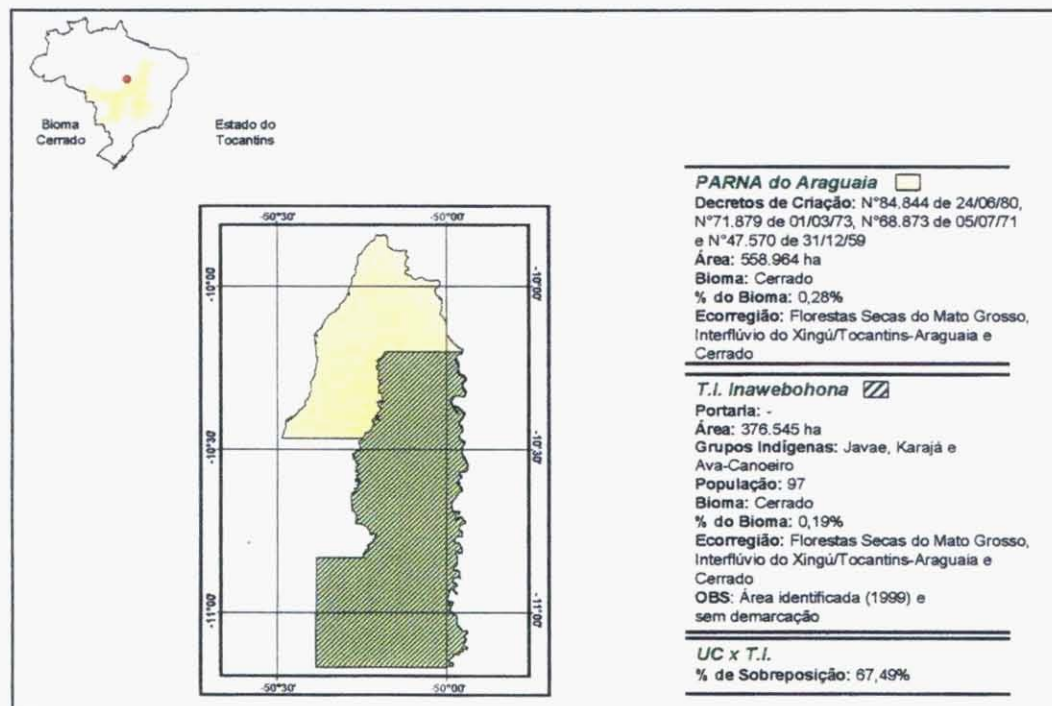 Bioma
Cerrado
Estado do
Tocantins
PARNA do Araguaia
Decretos de Criação: N°84.844 de 24/06/80,
N°71.879 de 01/03/73, N°68.873 de 05/07/71
e N°47.570 de 31/12/59
Área: 558.964 ha
Bioma: Cerrado
% do Bioma: 0,28%
Ecorregião: Florestas Secas do Mato Grosso,
Interflúvio do Xingú/Tocantins-Araguaia e
Cerrado
T.I. Inawebohona
Portaria: -
Área: 376.545 ha
Grupos Indígenas: Javae, Karajá e
Ava-Canoeiro
População: 97
Bioma: Cerrado
% do Bioma: 0,19%
Ecorregião: Florestas Secas do Mato Grosso,
Interflúvio do Xingú/Tocantins-Araguaia e
Cerrado
OBS: Área identificada (1999) e
sem demarcação
UC x T.I.
% de Sobreposição: 67,49%
-50°30' -50°00'
-10°00' -10°00'
-10°30' -10°30'
-11°00' -11°00'
-50°30' -50°00'